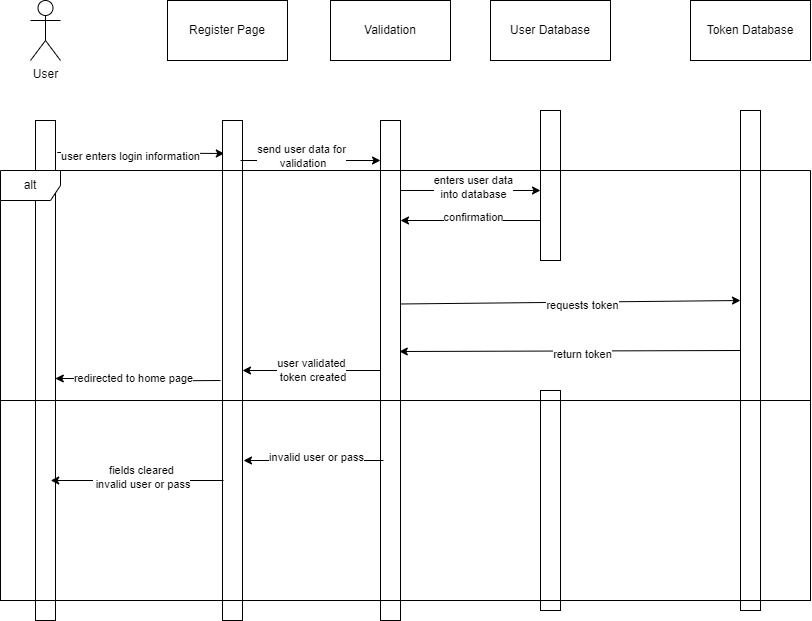 User
Register Page
Validation
User Database
Token Database
user enters login information
send user data for
validation
alt
enters user data
into database
confirmation
requests token
return token
user validated
token created
redirected to home page
invalid user or pass
fields cleared
invalid user or pass